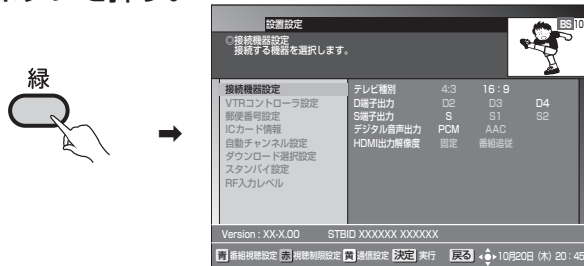 設置設定
BS 10
◎接続機器設定
接続する機器を選択します。
緑
接続機器設定
VTRコントローラ設定
郵便番号設定
ICカード情報
自動チャンネル設定
ダウンロード選択設定
スタンバイ設定
RF入力レベル
テレビ種別 4:3 16:9
D端子出力 D2 D3 D4
S端子出力 S S1 S2
デジタル音声出力 PCM AAC
HDMI出力解像度 固定 番組追従
Version : XX-X.00 STBID XXXXXX XXXXXX
青 番組視聴設定 赤 視聴制限設定 黄 通信設定 決定 実行 戻る 10月20日 (木) 20:45